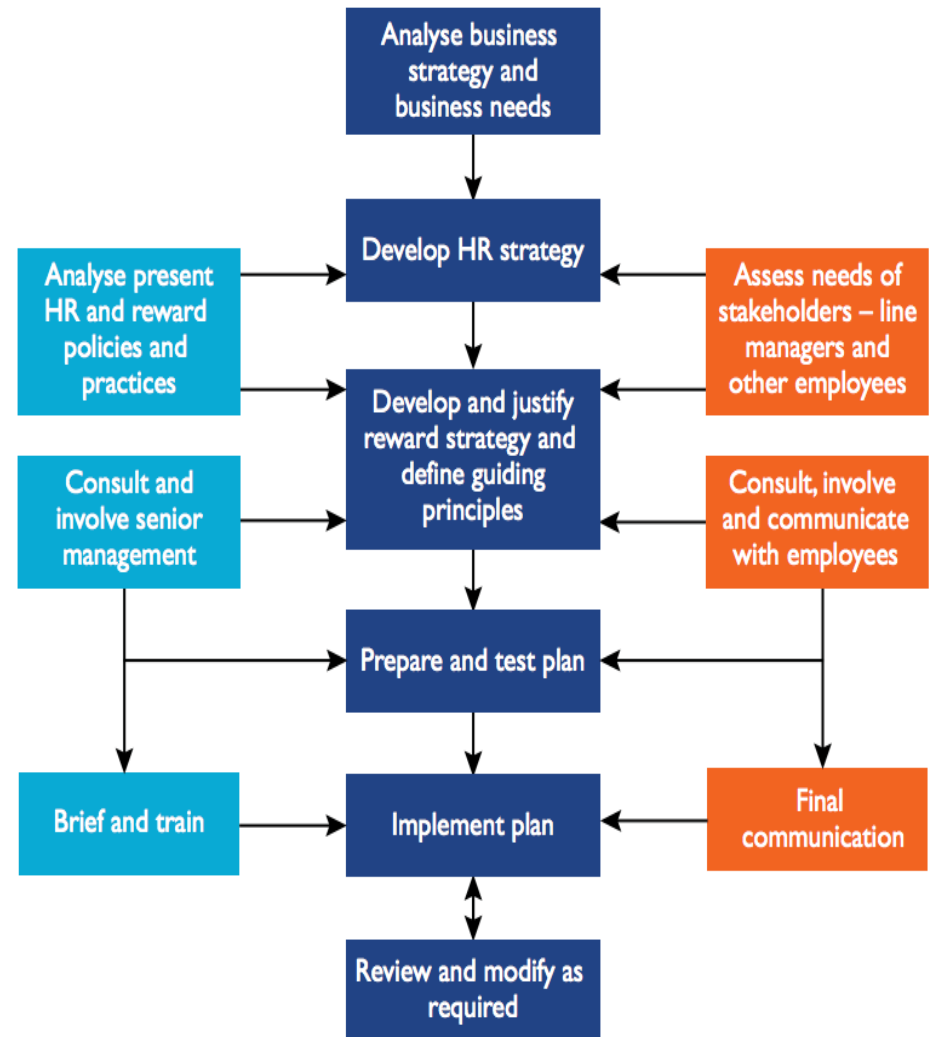 Analyse business
strategy and
business needs
Develop HR strategy
Analyse present
HR and reward
policies and
practices
Assess needs of
stakeholders – line
managers and
other employees
Develop and justify
reward strategy and
define guiding
principles
Consult and
involve senior
management
Consult, involve
and communicate
with employees
Prepare and test plan
Brief and train
Implement plan
Final
communication
Review and modify as
required